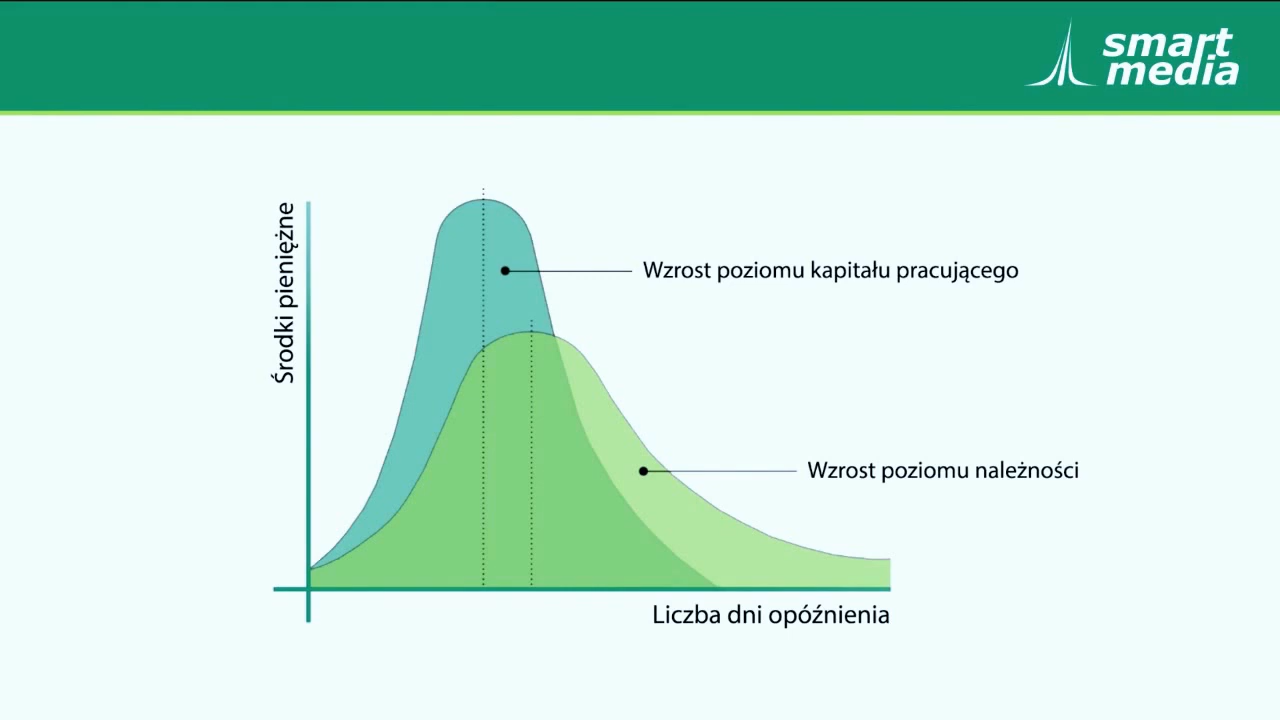 smart
media
Środki pieniężne
Wzrost poziomu kapitału pracującego
Wzrost poziomu należności
Liczba dni opóźnienia